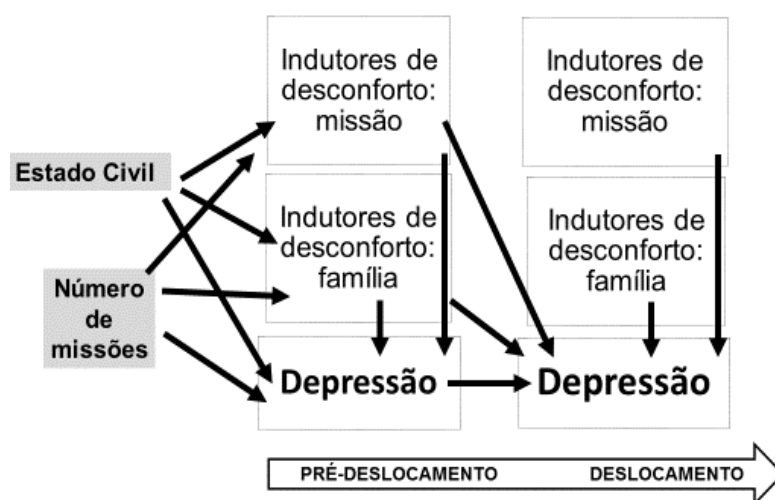 Indutores de
desconforto:
missão
Indutores de
desconforto:
missão
Estado Civil
Indutores de
desconforto:
família
Indutores de
desconforto:
família
Número
de
missões
Depressão
Depressão
PRÉ-DESLOCAMENTO
DESLOCAMENTO